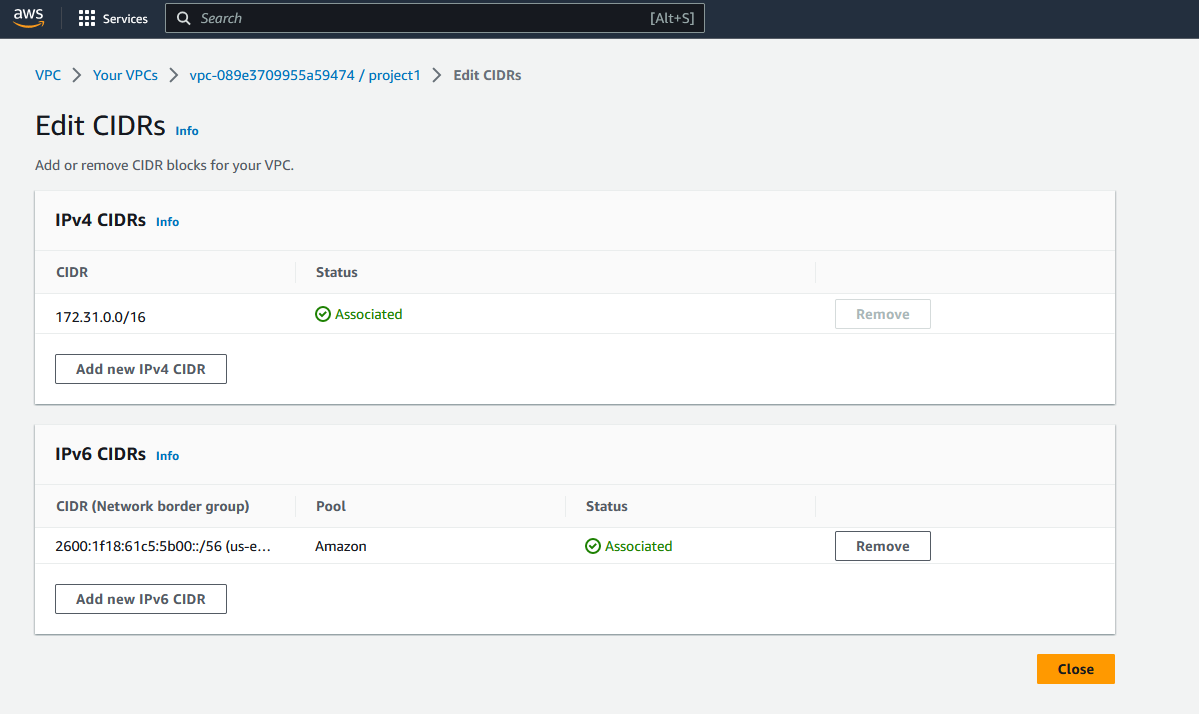 aws Services Search [Alt+S]
VPC > Your VPCs > vpc-089e3709955a59474 / project1 > Edit CIDRs
Edit CIDRs Info
Add or remove CIDR blocks for your VPC.
IPv4 CIDRs Info
CIDR Status
172.31.0.0/16 Associated Remove
Add new IPv4 CIDR
IPv6 CIDRs Info
CIDR (Network border group) Pool Status
2600:1f18:61c5:5b00::/56 (us-e... Amazon Associated Remove
Add new IPv6 CIDR
Close